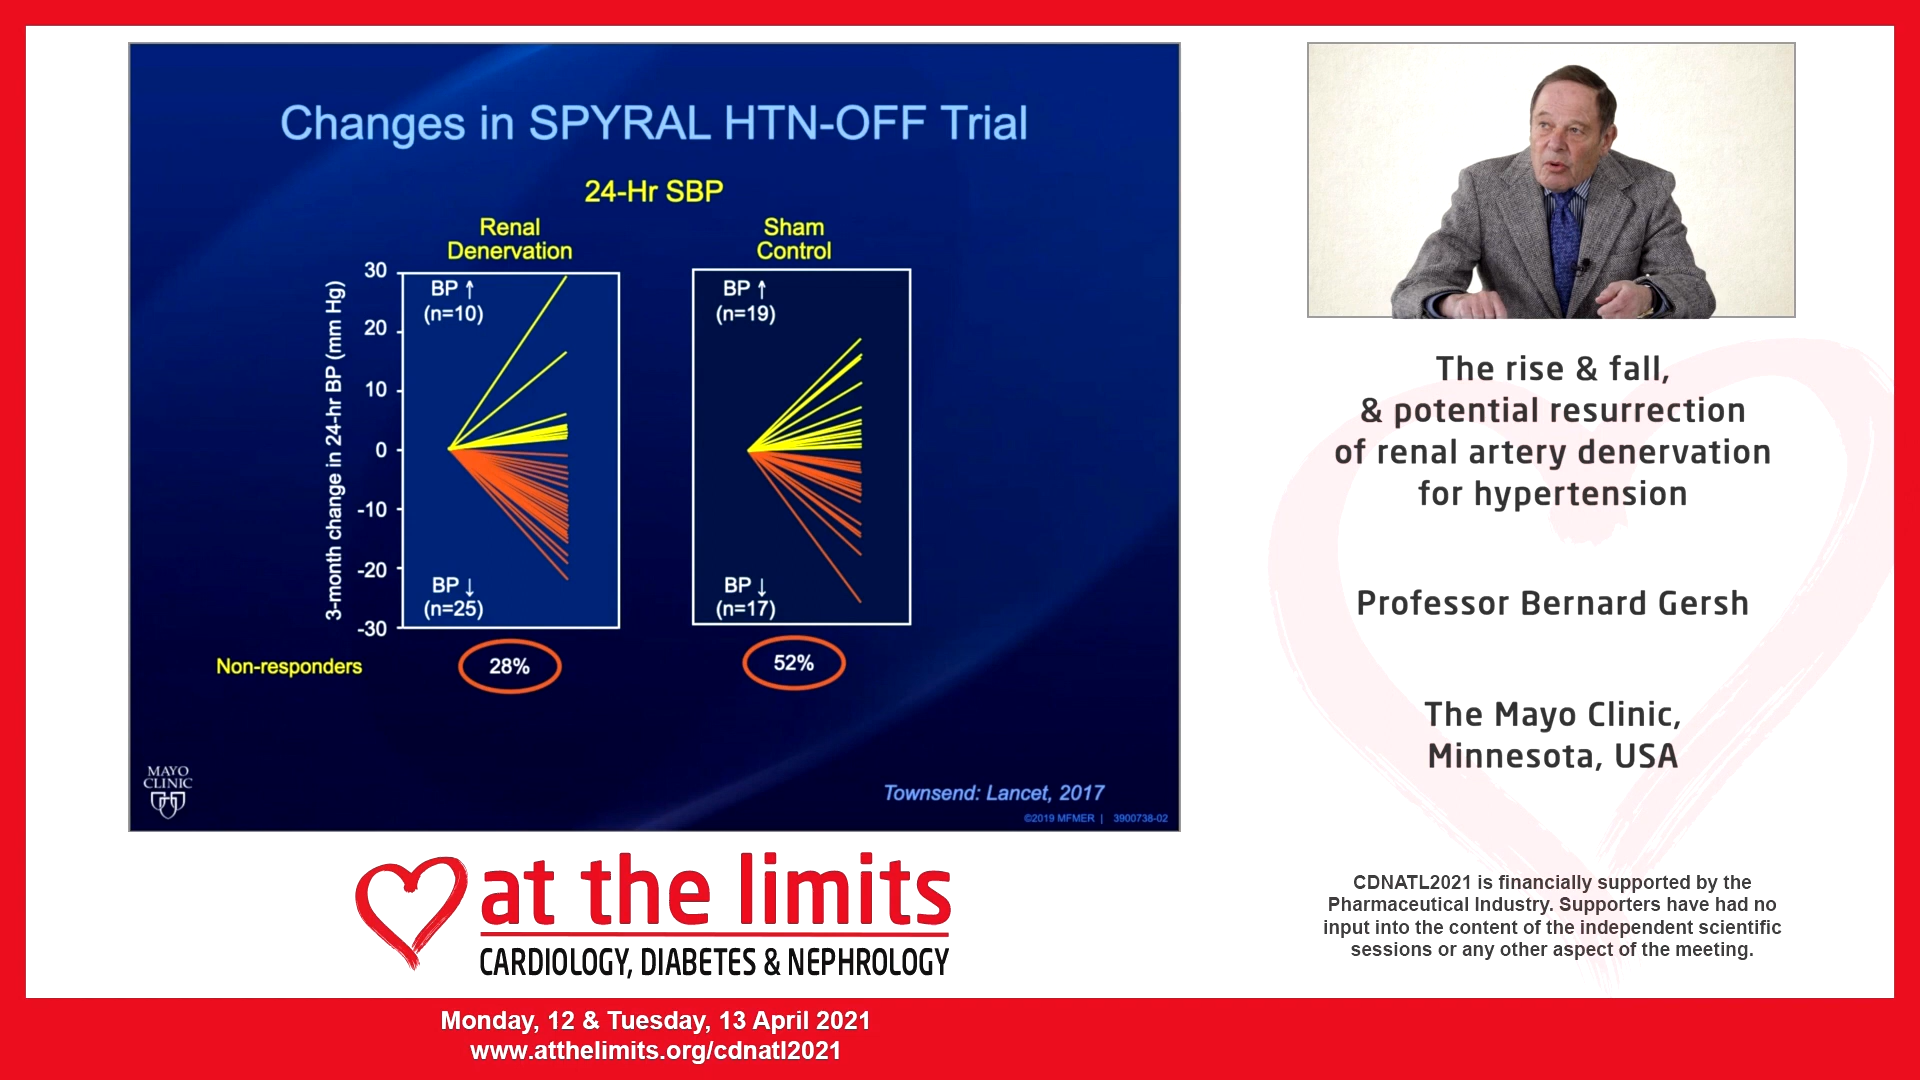 Changes in SPYRAL HTN-OFF Trial
24-Hr SBP
Renal
Denervation
Sham
Control
3-month change in 24-hr BP (mm Hg)
30
20
10
0
-10
-20
-30
BP ↑
(n=10)
BP ↓
(n=25)
BP ↑
(n=19)
BP ↓
(n=17)
Non-responders
28%
52%
MAYO
CLINIC
Townsend: Lancet, 2017
©2019 MFMER | 3900738-02
The rise & fall,
& potential resurrection
of renal artery denervation
for hypertension
Professor Bernard Gersh
The Mayo Clinic,
Minnesota, USA
CDNATL2021 is financially supported by the
Pharmaceutical Industry. Supporters have had no
input into the content of the independent scientific
sessions or any other aspect of the meeting.
at the limits
CARDIOLOGY, DIABETES & NEPHROLOGY
Monday, 12 & Tuesday, 13 April 2021
www.atthelimits.org/cdnatl2021